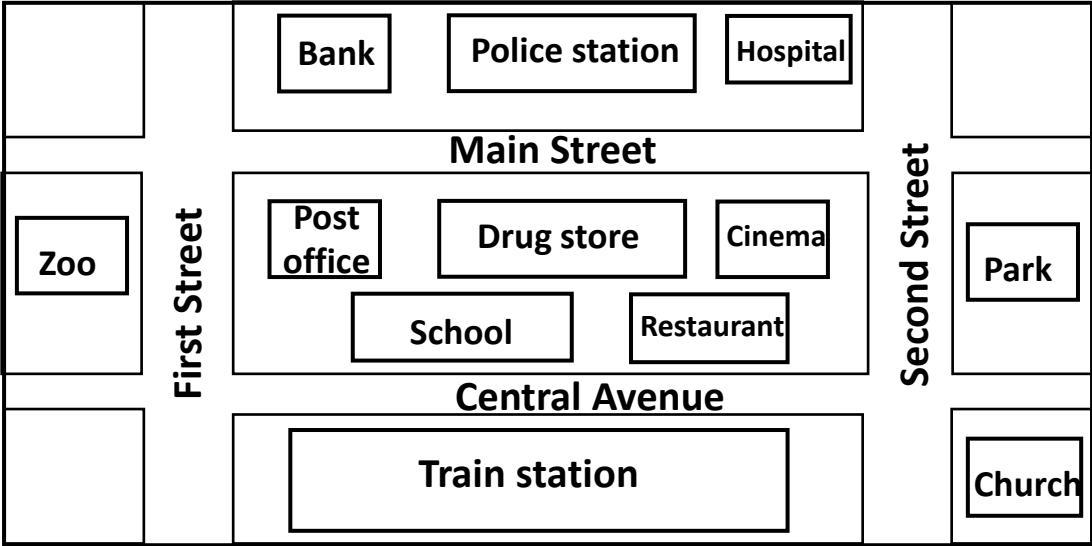 Bank
Police station
Hospital
Main Street
Post
office
Drug store
Cinema
Zoo
First Street
Second Street
Park
School
Restaurant
Central Avenue
Train station
Church